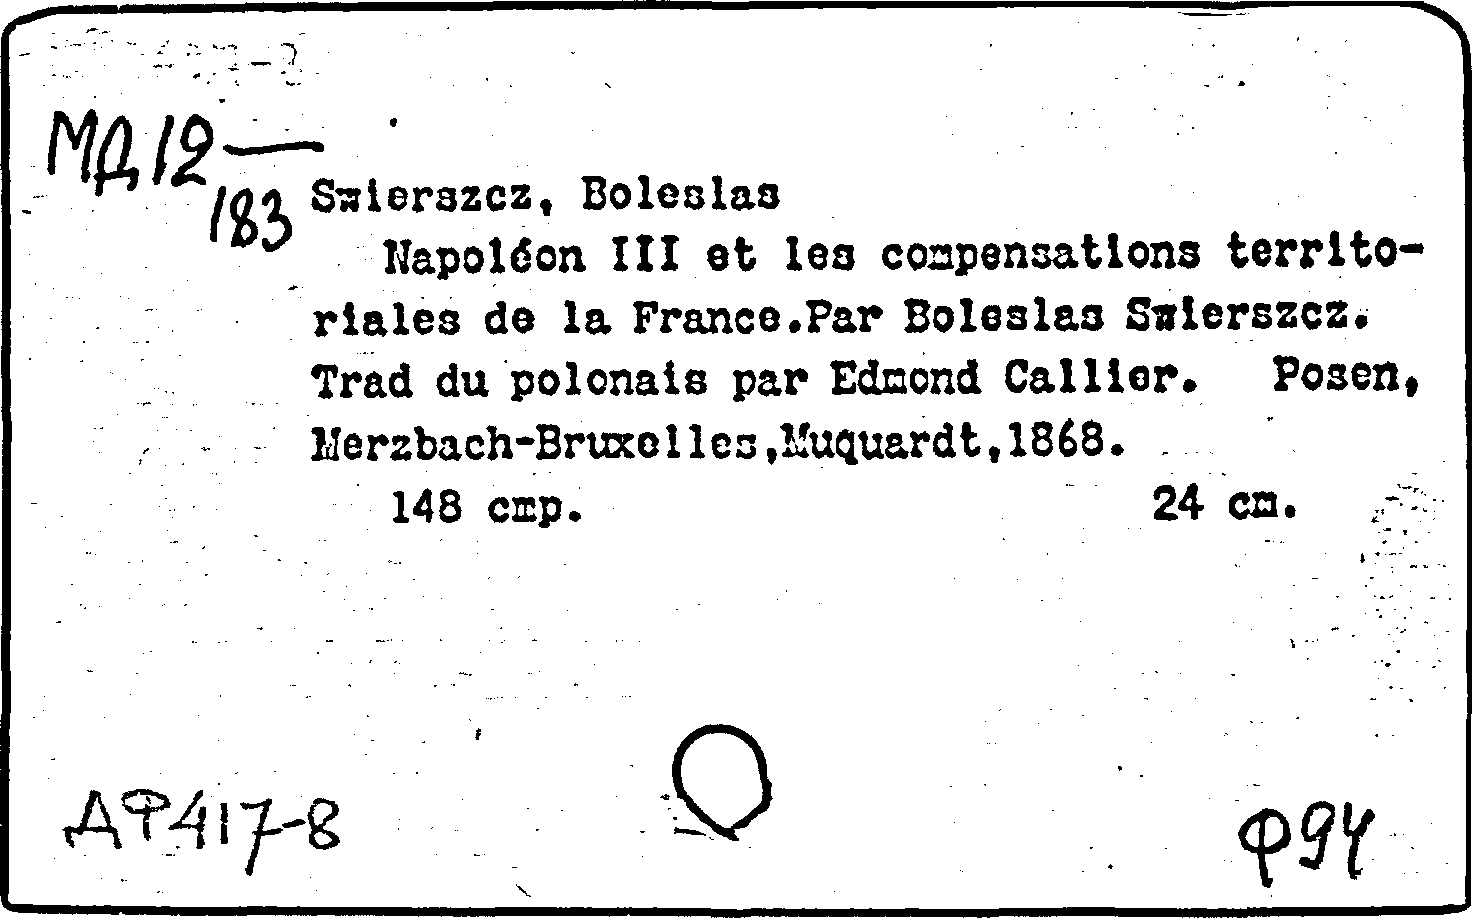 МД12—
183
Swierszcz, Boleslas
Napoléon III et les compensations territo-
riales de la France.Par Boleslas Swierszcz.
Trad du polonais par Edmond Callier. Posen,
Merzbach-Bruxelles,Muquardt,1868.
148 стр. 24 см.
ДФ417-8
Ф94